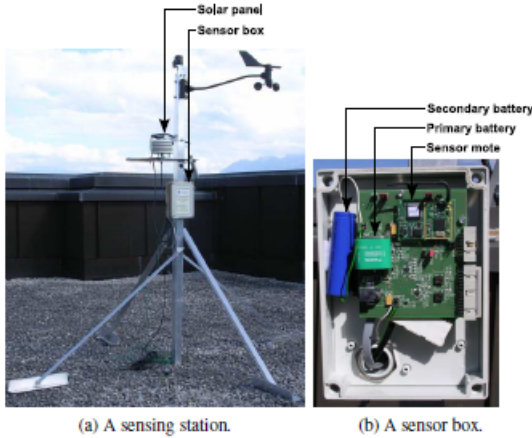 Solar panel
Sensor box
Secondary battery
Primary battery
Sensor mote
(a) A sensing station.
(b) A sensor box.